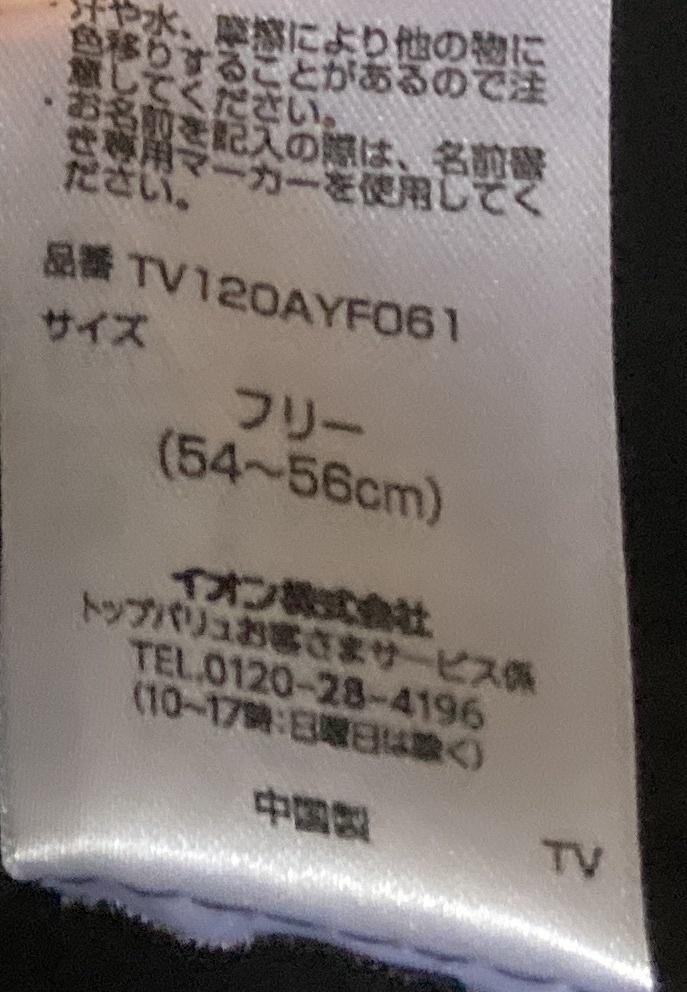 汗や水、摩擦により他の物に
色移りすることがあるので注
意してください。
・お名前を記入の際は、名前書
き専用マーカーを使用してく
ださい。
品番 TV120AYF061
サイズ
フリー
(54〜56cm)
イオン株式会社
トップバリュお客さまサービス係
TEL.0120-28-4196
(10〜17時:日曜日は除く)
中国製
TV